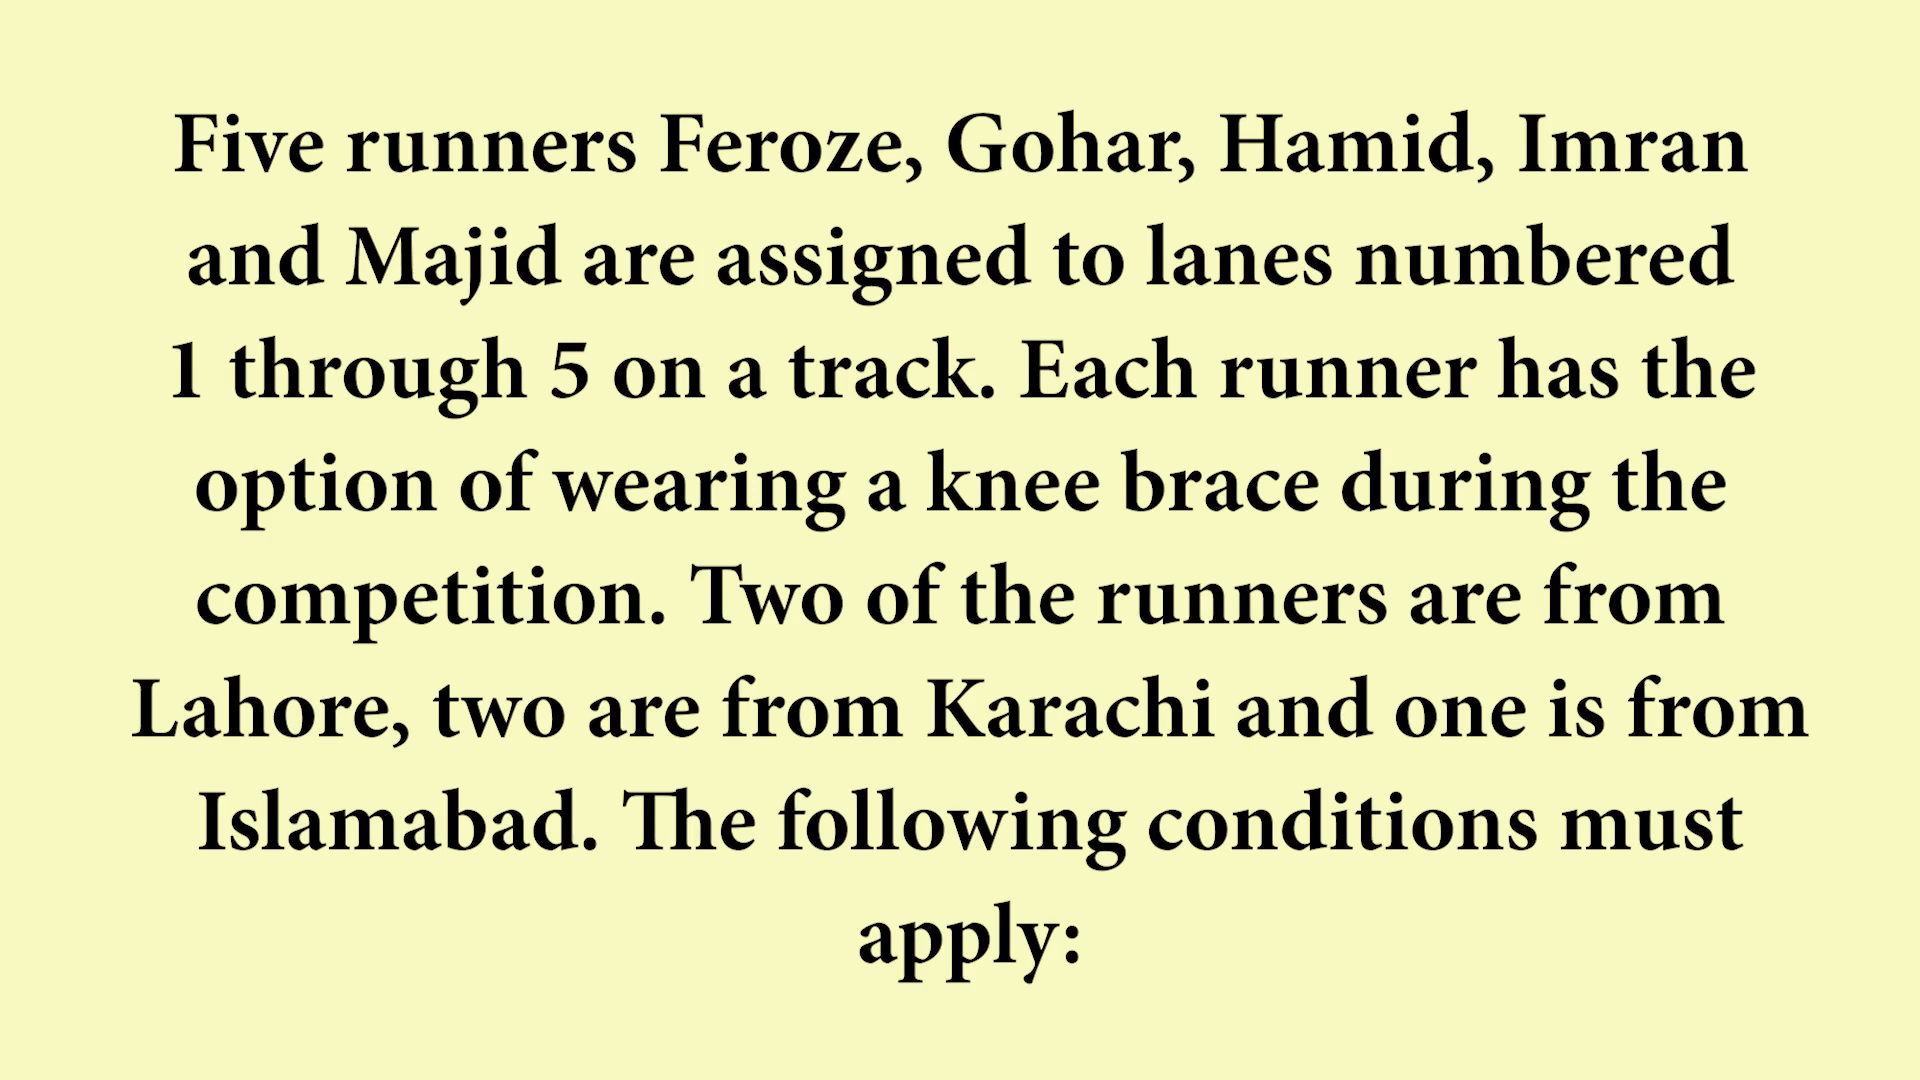 Five runners Feroze, Gohar, Hamid, Imran
and Majid are assigned to lanes numbered
1 through 5 on a track. Each runner has the
option of wearing a knee brace during the
competition. Two of the runners are from
Lahore, two are from Karachi and one is from
Islamabad. The following conditions must
apply: